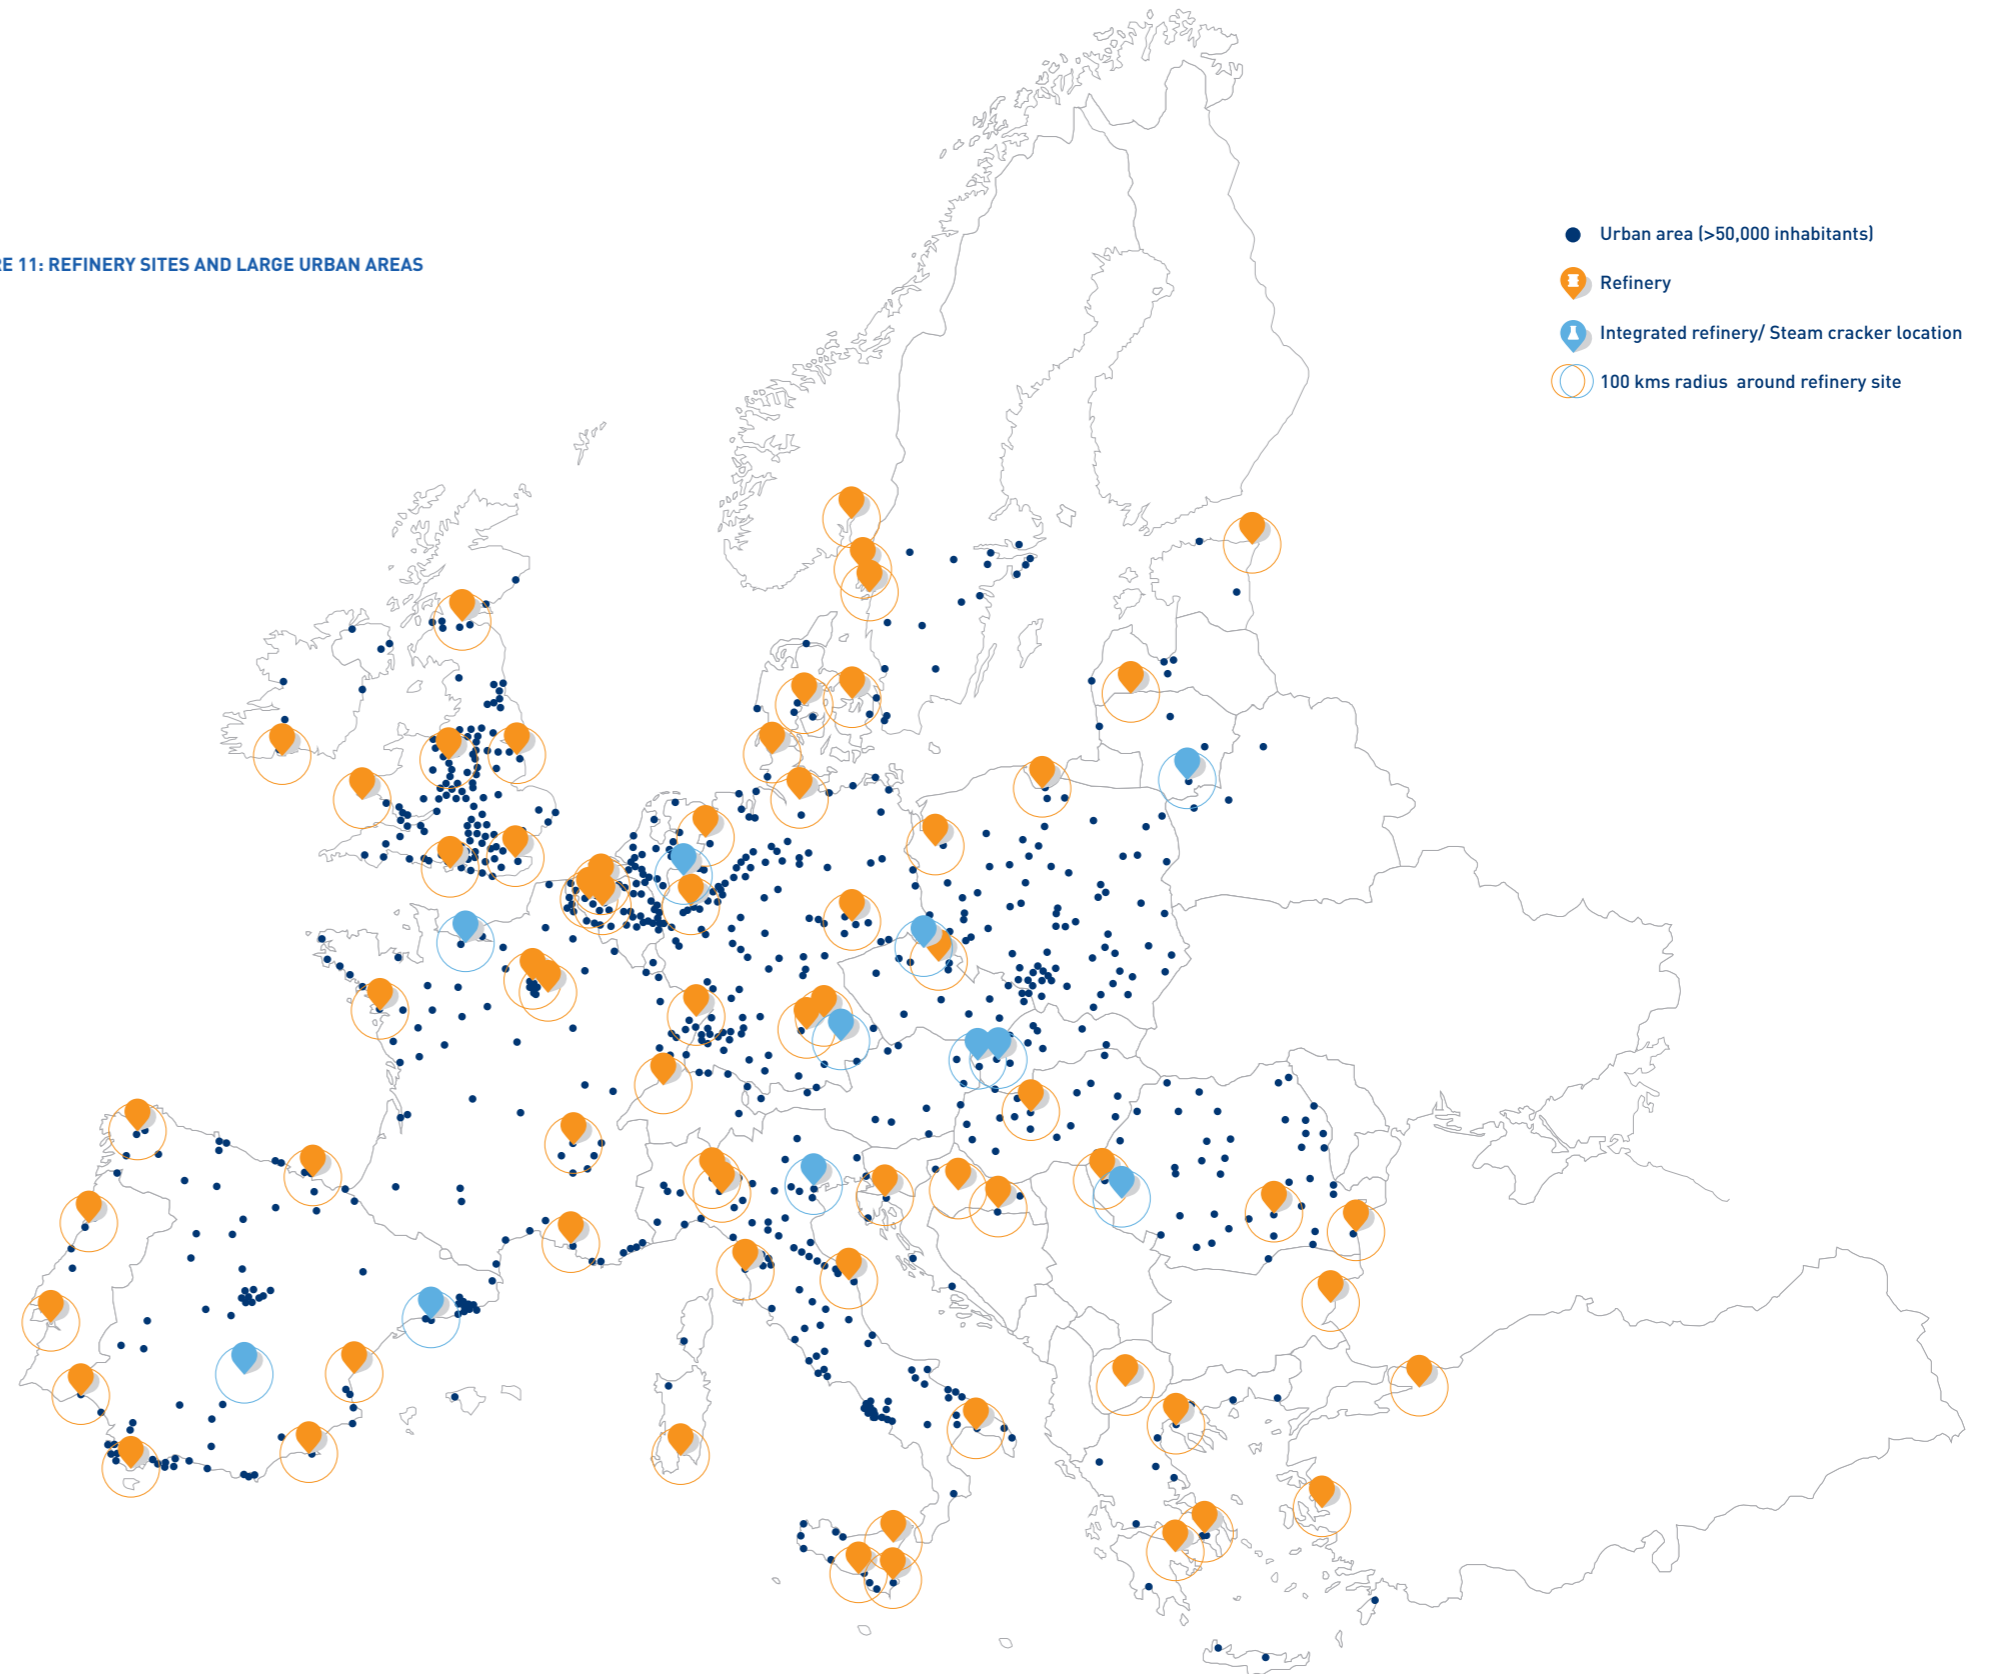 RE 11: REFINERY SITES AND LARGE URBAN AREAS
Urban area (>50,000 inhabitants)
Refinery
Integrated refinery/ Steam cracker location
100 kms radius around refinery site